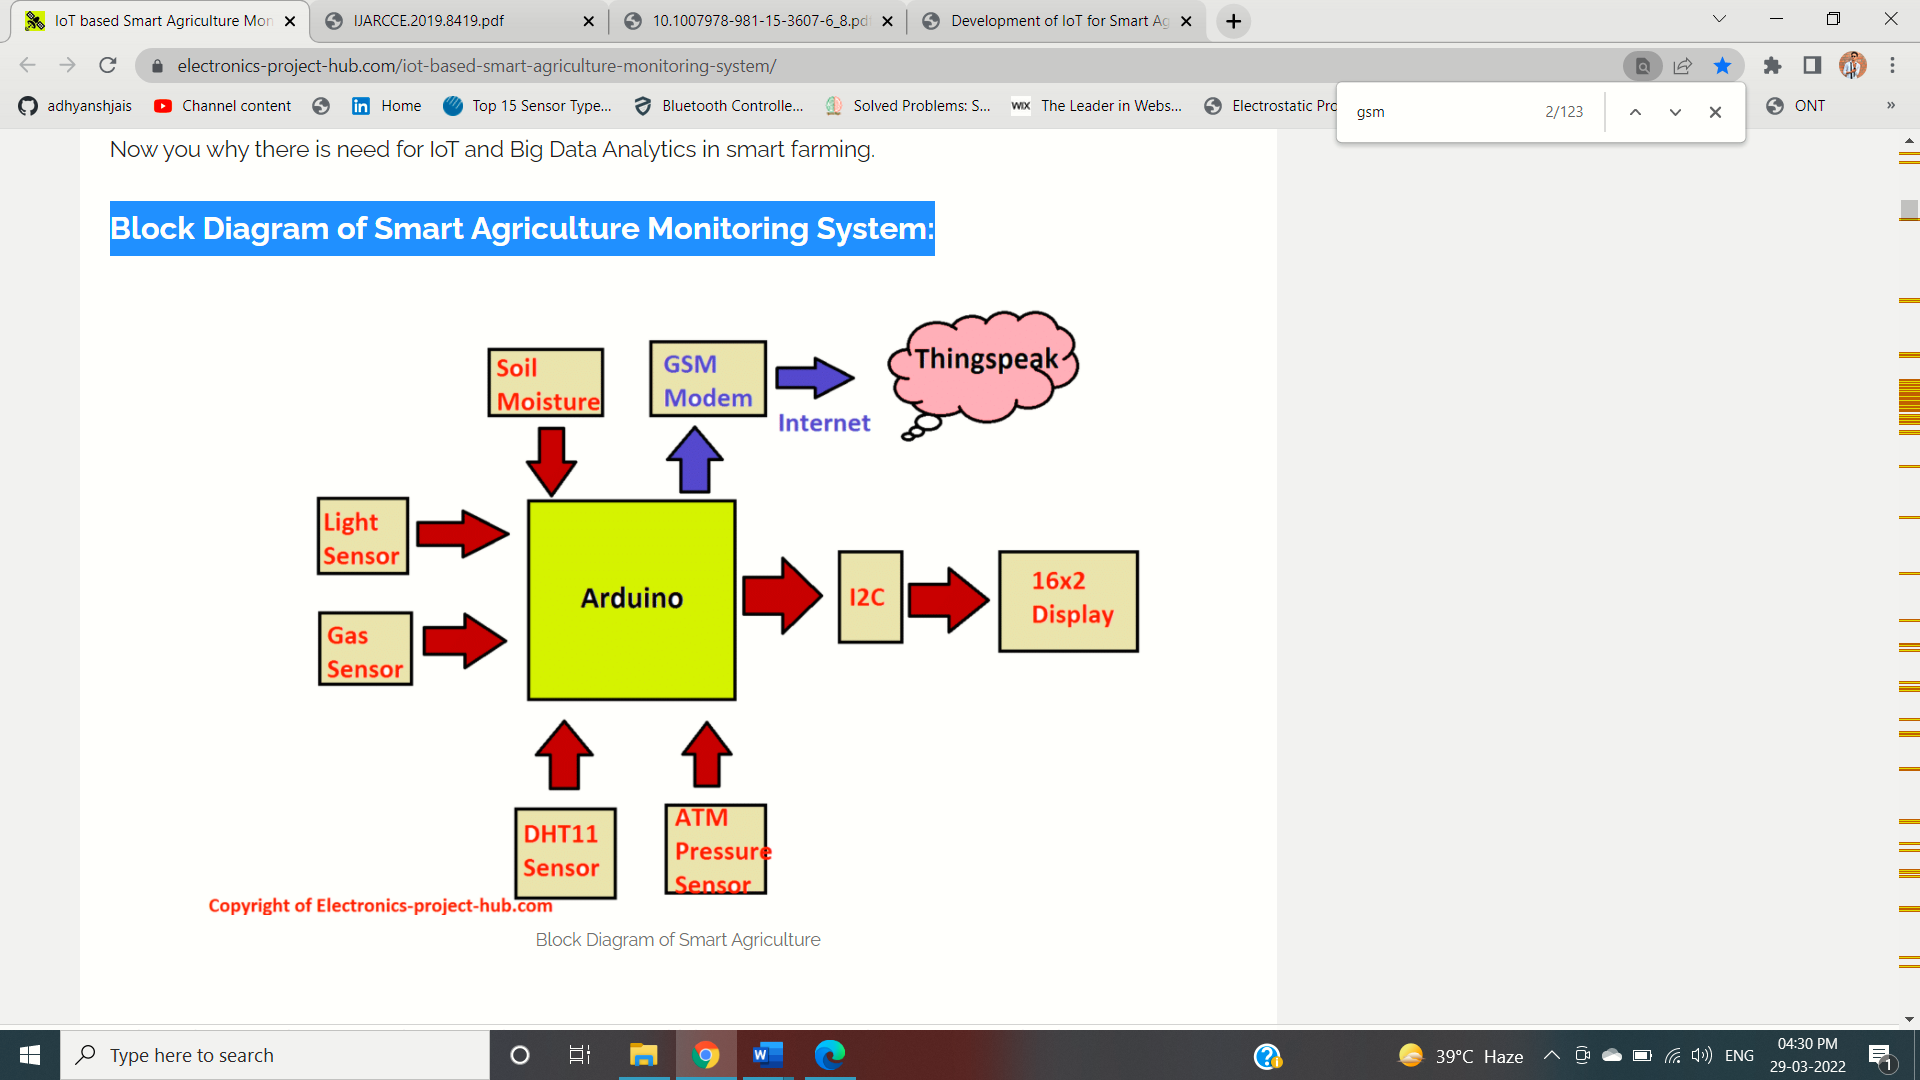 IoT based Smart Agriculture Mon
IJARCCE.2019.8419.pdf
10.1007978-981-15-3607-6_8.pdf
Development of IoT for Smart Ag
electronics-project-hub.com/iot-based-smart-agriculture-monitoring-system/
adhyanshjais
Channel content
Home
Top 15 Sensor Type...
Bluetooth Controlle...
Solved Problems: S...
WIX
The Leader in Webs...
Electrostatic Pro
ONT
»
gsm
2/123
Now you why there is need for IoT and Big Data Analytics in smart farming.
Block Diagram of Smart Agriculture Monitoring System:
Soil
Moisture
GSM
Modem
Internet
Thingspeak
Light
Sensor
Gas
Sensor
Arduino
I2C
16x2
Display
DHT11
Sensor
ATM
Pressure
Sensor
Copyright of Electronics-project-hub.com
Block Diagram of Smart Agriculture
Type here to search
39°C Haze
ENG
04:30 PM
29-03-2022
1